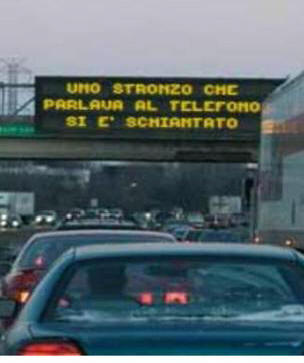 UNO STRONZO CHE
PARLAVA AL TELEFONO
SI E' SCHIANTATO